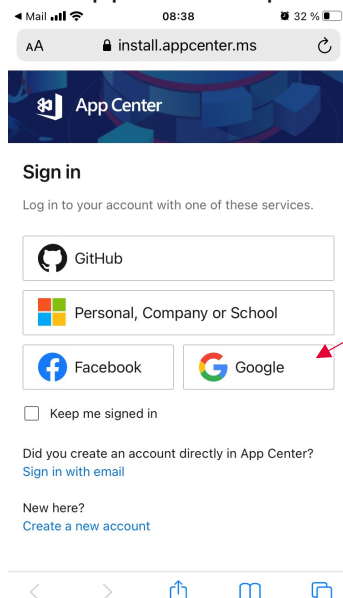 Mail 08:38 32 %
AA install.appcenter.ms
App Center
Sign in
Log in to your account with one of these services.
GitHub
Personal, Company or School
Facebook Google
Keep me signed in
Did you create an account directly in App Center?
Sign in with email
New here?
Create a new account